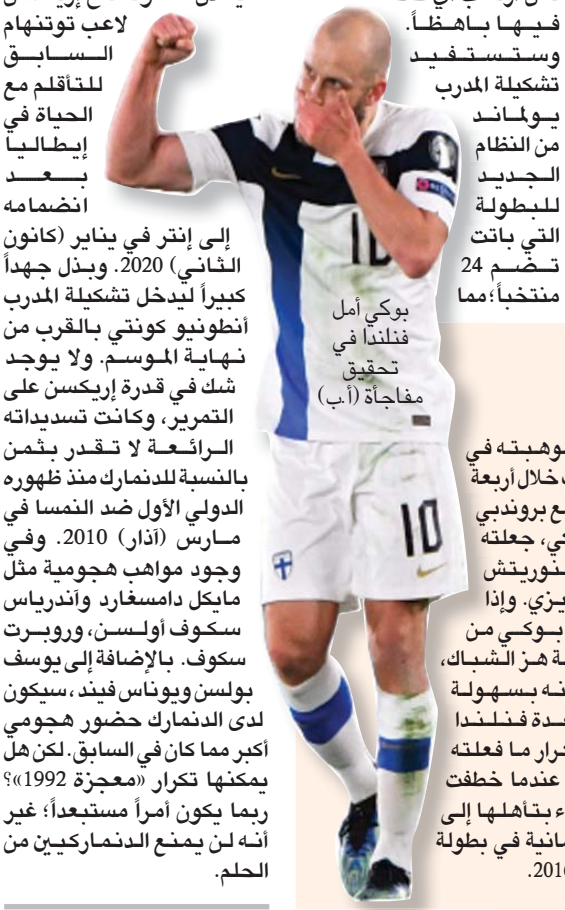 فيها باهظاً.
وستستفيد
تشكيلة المدرب
يولماند
من النظام
الجديد
للبطولة
التي باتت
تضم 24
منتخباً؛ مما
لاعب توتنهام
السابق
للتأقلم مع
الحياة في
إيطاليا
بعد
انضمامه
إلى إنتر في يناير (كانون
الثاني) 2020. وبذل جهداً
كبيراً ليدخل تشكيلة المدرب
أنطونيو كونتي بالقرب من
نهاية الموسم. ولا يوجد
شك في قدرة إريكسن على
التمرير، وكانت تسديداته
الرائعة لا تقدر بثمن
بالنسبة للدنمارك منذ ظهوره
الدولي الأول ضد النمسا في
مارس (آذار) 2010. وفي
وجود مواهب هجومية مثل
مايكل دامسغارد وآندرياس
سكوف أولسن، وروبرت
سكوف. بالإضافة إلى يوسف
بولسن ويوناس فيند، سيكون
لدى الدنمارك حضور هجومي
أكبر مما كان في السابق. لكن هل
يمكنها تكرار «معجزة 1992»؟
ربما يكون أمراً مستبعداً؛ غير
أنه لن يمنع الدنماركيين من
الحلم.
بوكي أمل
فنلندا في
تحقيق
مفاجأة (أ.ب)
10
10
في
خلال أربعة
بروندبي
جعلته
وإذا
بوكي من
هز الشباك،
بسهولة
فنلندا
ما فعلته
عندما خطفت
بتأهلها إلى
في بطولة